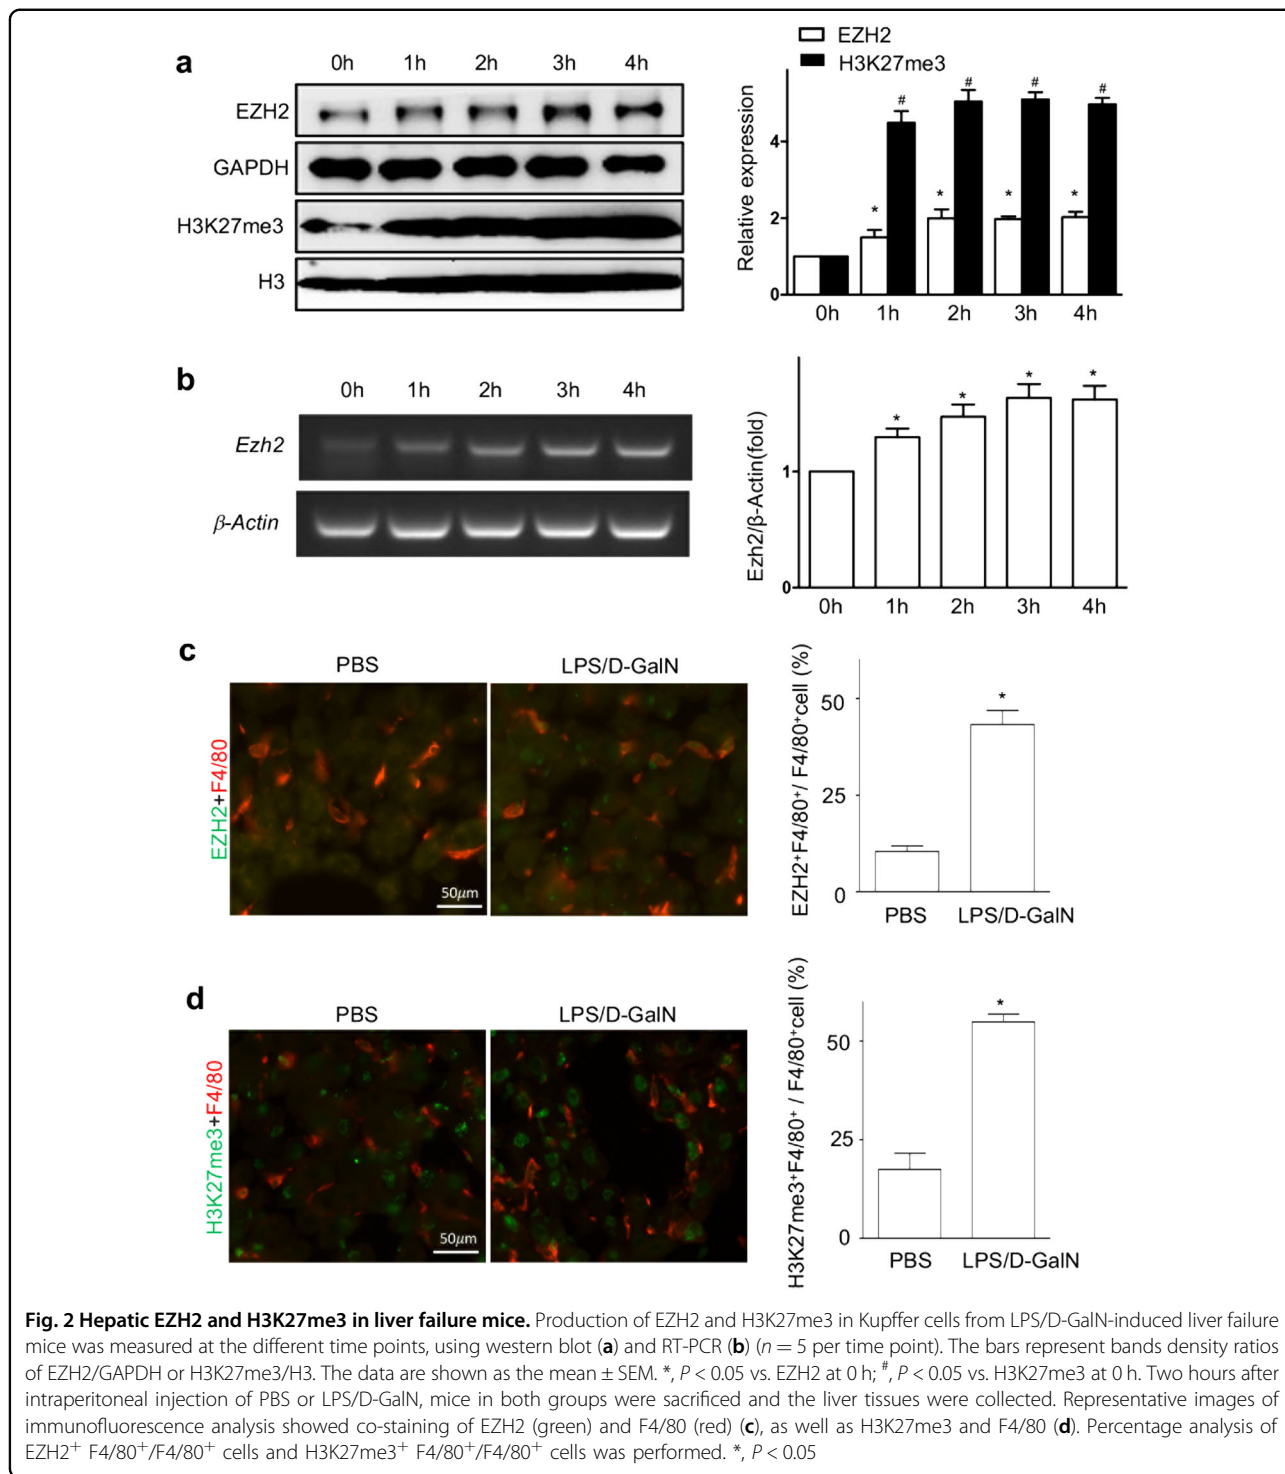 a
0h 1h 2h 3h 4h
EZH2
GAPDH
H3K27me3
H3
EZH2
H3K27me3
Relative expression
4
2
0
* * * *
# # # #
0h 1h 2h 3h 4h
b
0h 1h 2h 3h 4h
Ezh2
β-Actin
Ezh2/β-Actin(fold)
1
0
* * * *
0h 1h 2h 3h 4h
c
PBS LPS/D-GalN
EZH2+F4/80
50μm
EZH2⁺F4/80⁺/ F4/80⁺cell (%)
50
25
0
*
PBS LPS/D-GalN
d
PBS LPS/D-GalN
H3K27me3+F4/80
50μm
H3K27me3⁺F4/80⁺ / F4/80⁺cell (%)
50
25
0
*
PBS LPS/D-GalN
Fig. 2 Hepatic EZH2 and H3K27me3 in liver failure mice. Production of EZH2 and H3K27me3 in Kupffer cells from LPS/D-GalN-induced liver failure
mice was measured at the different time points, using western blot (a) and RT-PCR (b) (n = 5 per time point). The bars represent bands density ratios
of EZH2/GAPDH or H3K27me3/H3. The data are shown as the mean ± SEM. *, P < 0.05 vs. EZH2 at 0 h; #, P < 0.05 vs. H3K27me3 at 0 h. Two hours after
intraperitoneal injection of PBS or LPS/D-GalN, mice in both groups were sacrificed and the liver tissues were collected. Representative images of
immunofluorescence analysis showed co-staining of EZH2 (green) and F4/80 (red) (c), as well as H3K27me3 and F4/80 (d). Percentage analysis of
EZH2⁺ F4/80⁺/F4/80⁺ cells and H3K27me3⁺ F4/80⁺/F4/80⁺ cells was performed. *, P < 0.05